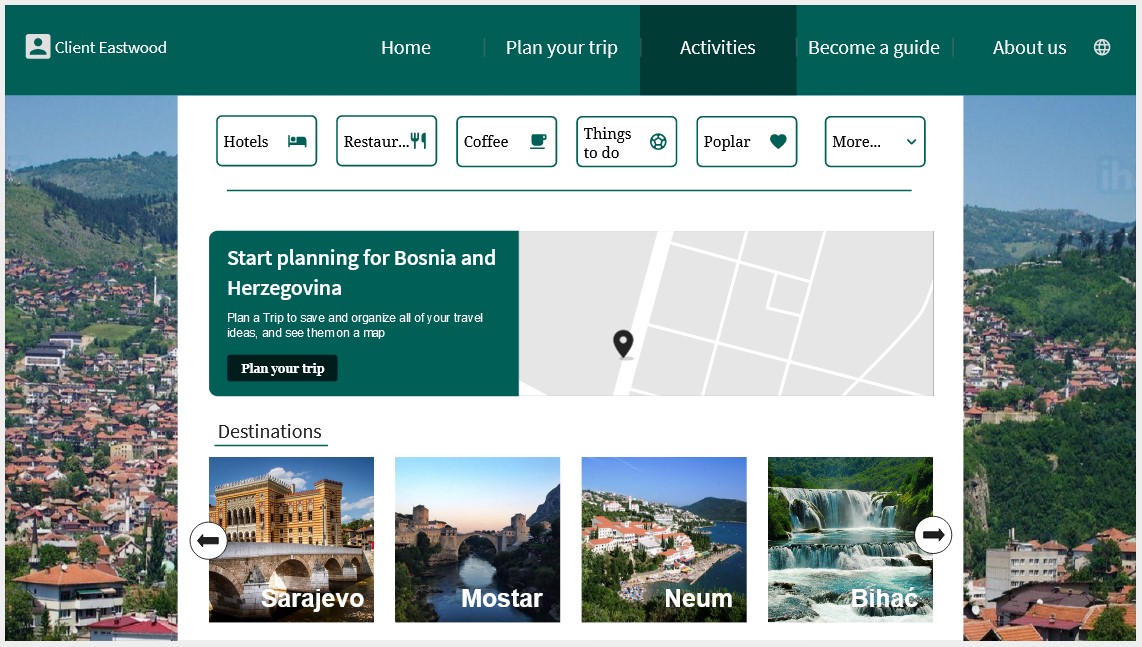 Client Eastwood
Home
Plan your trip
Activities
Become a guide
About us
Hotels
Restaur...
Coffee
Things
to do
Poplar
More...
Start planning for Bosnia and
Herzegovina
Plan a Trip to save and organize all of your travel
ideas, and see them on a map
Plan your trip
Destinations
Sarajevo
Mostar
Neum
Bihać
ih